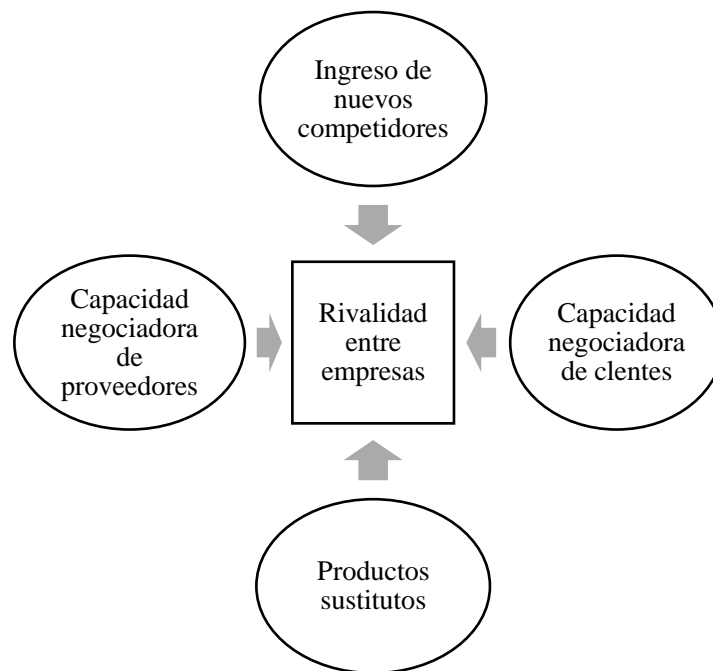 Ingreso de
nuevos
competidores
Capacidad
negociadora
de
proveedores
Rivalidad
entre
empresas
Capacidad
negociadora
de clentes
Productos
sustitutos